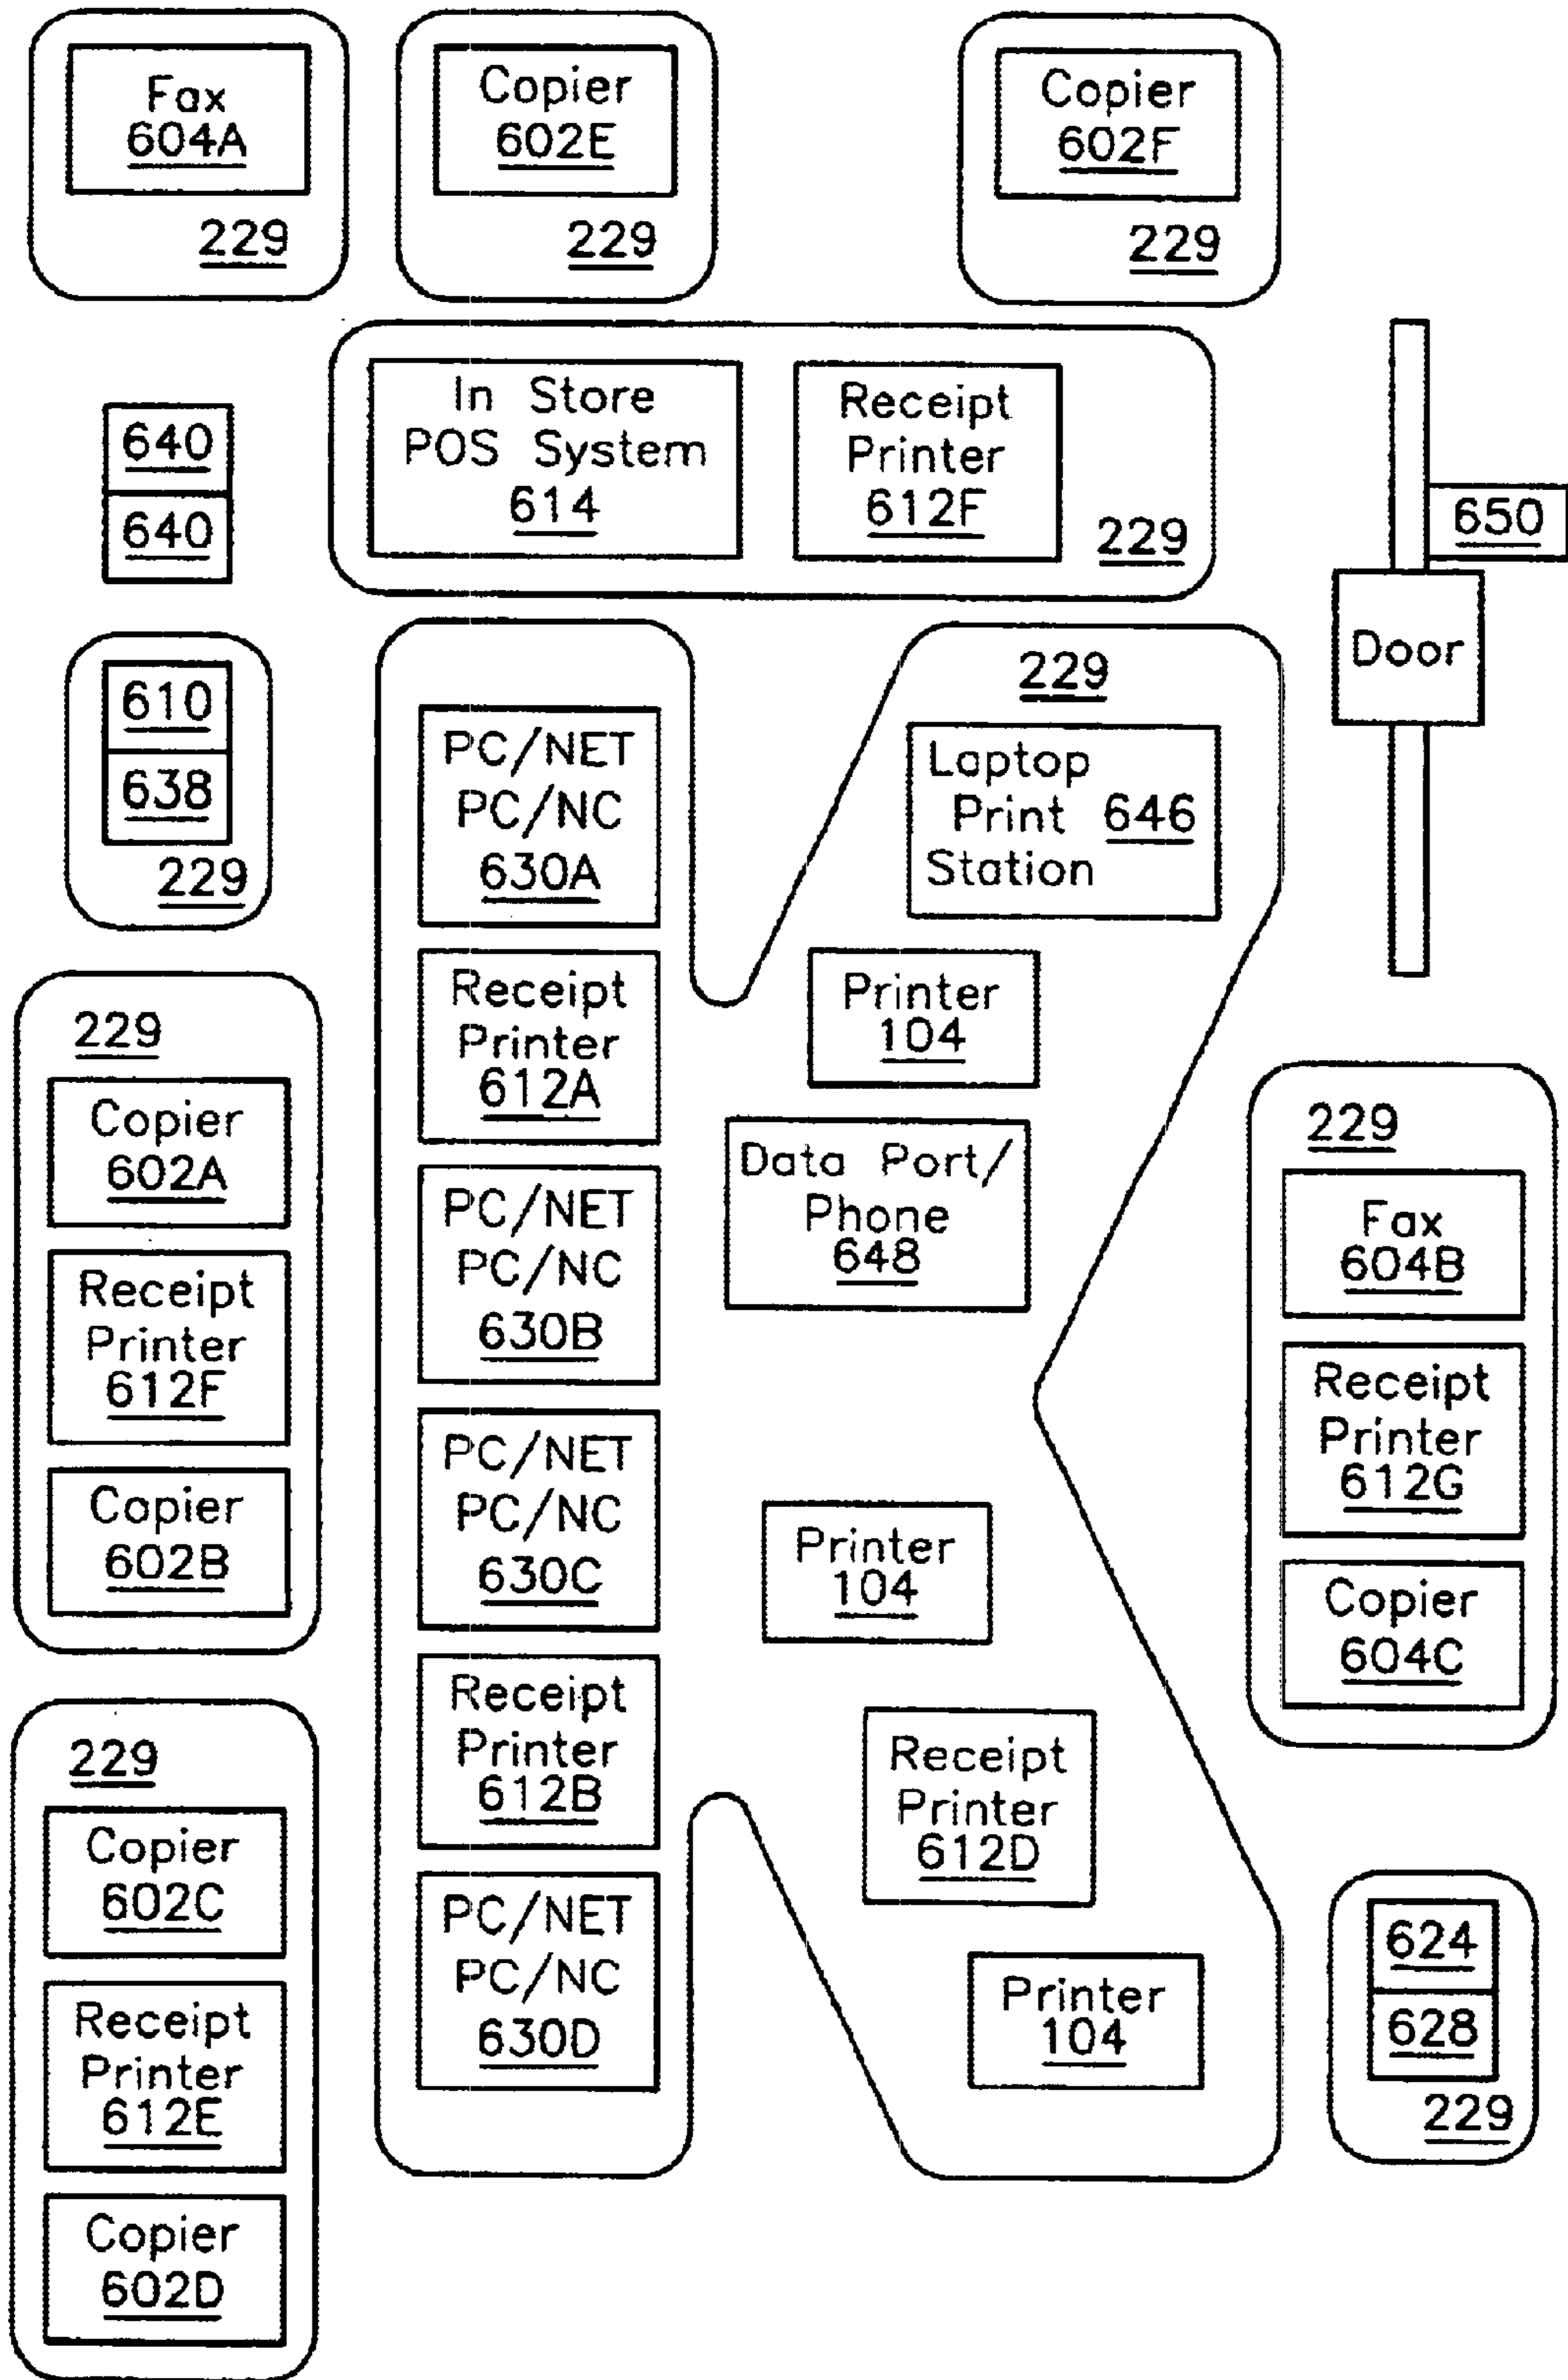 Fax
604A
229
Copier
602E
229
Copier
602F
229
In Store
POS System
614
Receipt
Printer
612F
229
640
640
650
Door
610
638
229
PC/NET
PC/NC
630A
Receipt
Printer
612A
PC/NET
PC/NC
630B
PC/NET
PC/NC
630C
Receipt
Printer
612B
PC/NET
PC/NC
630D
229
Laptop
Print 646
Station
Printer
104
Data Port/
Phone
648
Printer
104
Receipt
Printer
612D
Printer
104
229
Copier
602A
Receipt
Printer
612F
Copier
602B
229
Copier
602C
Receipt
Printer
612E
Copier
602D
229
Fax
604B
Receipt
Printer
612G
Copier
604C
624
628
229